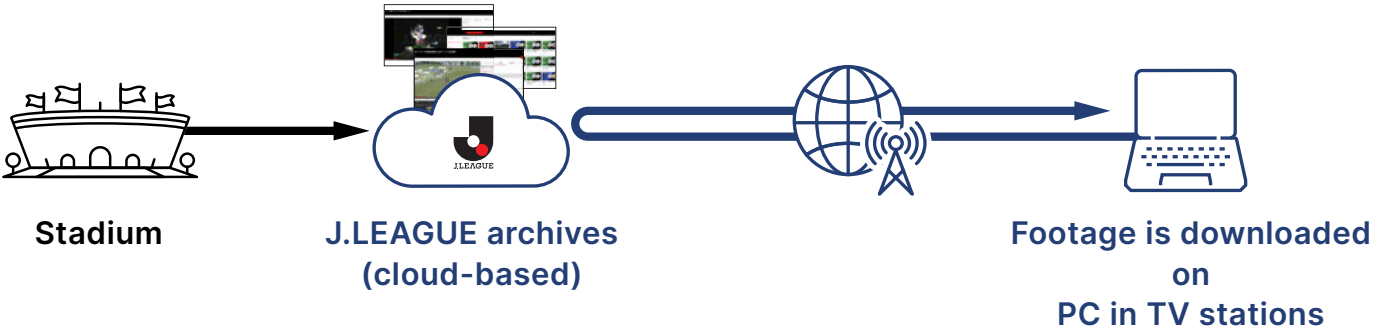 J.LEAGUE
Stadium
J.LEAGUE archives
(cloud-based)
Footage is downloaded
on
PC in TV stations